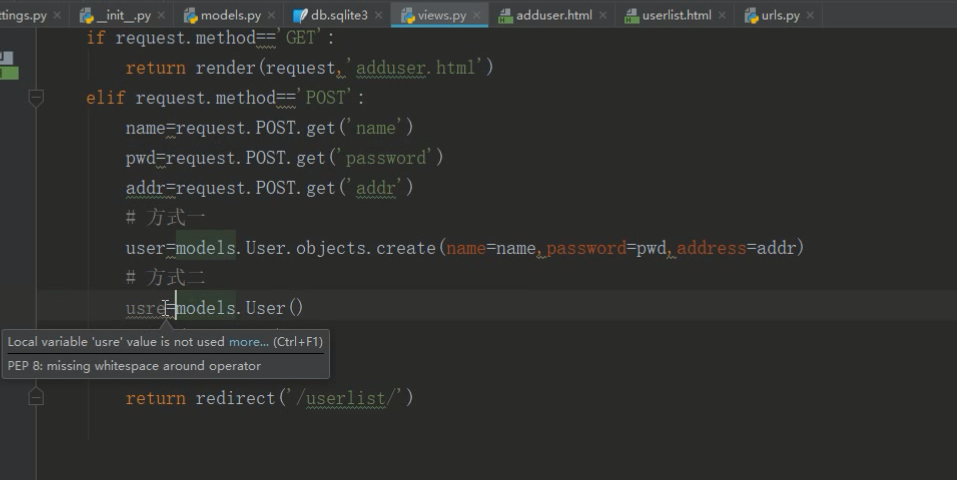 ttings.py
__init__.py
models.py
db.sqlite3
views.py
adduser.html
userlist.html
urls.py
if request.method=='GET':
return render(request,'adduser.html')
elif request.method=='POST':
name=request.POST.get('name')
pwd=request.POST.get('password')
addr=request.POST.get('addr')
# 方式一
user=models.User.objects.create(name=name,password=pwd,address=addr)
# 方式二
usre=models.User()
Local variable 'usre' value is not used more... (Ctrl+F1)
PEP 8: missing whitespace around operator
return redirect('/userlist/')